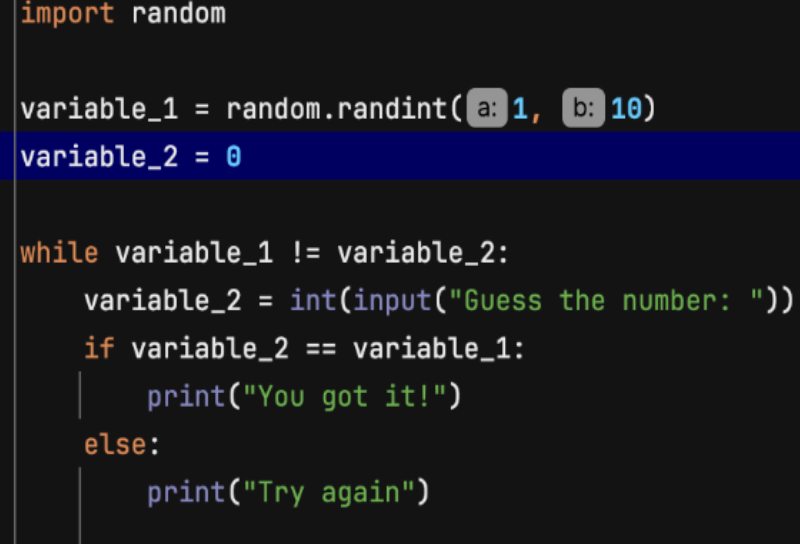 import random
variable_1 = random.randint(a: 1, b: 10)
variable_2 = 0
while variable_1 != variable_2:
    variable_2 = int(input("Guess the number: "))
    if variable_2 == variable_1:
        print("You got it!")
    else:
        print("Try again")